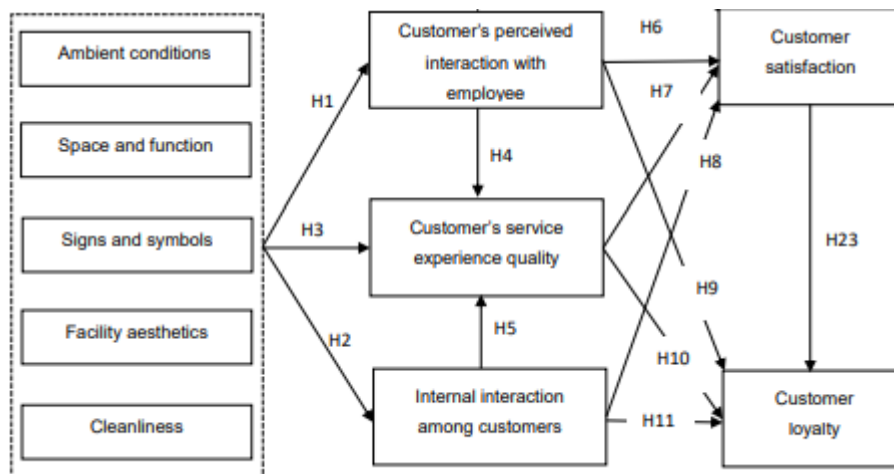 Ambient conditions
Space and function
Signs and symbols
Facility aesthetics
Cleanliness
H1
H3
H2
Customer's perceived
interaction with
employee
H4
Customer's service
experience quality
H5
Internal interaction
among customers
H6
H7
H8
H9
H10
H11
Customer
satisfaction
H23
Customer
loyalty